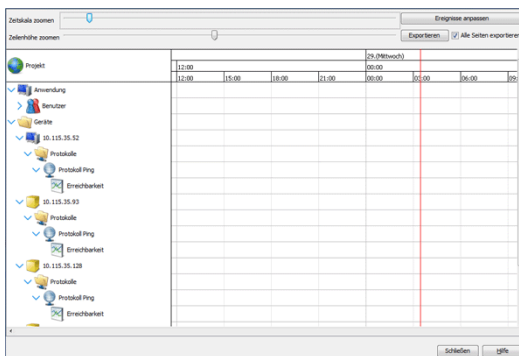 Zeitskala zoomen
Ereignisse anpassen
Zeilenhöhe zoomen
Exportieren
Alle Seiten exportieren
Projekt
29.(Mittwoch)
12:00 00:00
12:00 15:00 18:00 21:00 00:00 03:00 06:00 09:
Anwendung
Benutzer
Geräte
10.115.35.52
Protokolle
Protokoll Ping
Erreichbarkeit
10.115.35.93
Protokolle
Protokoll Ping
Erreichbarkeit
10.115.35.128
Protokolle
Protokoll Ping
Erreichbarkeit
Schließen Hilfe